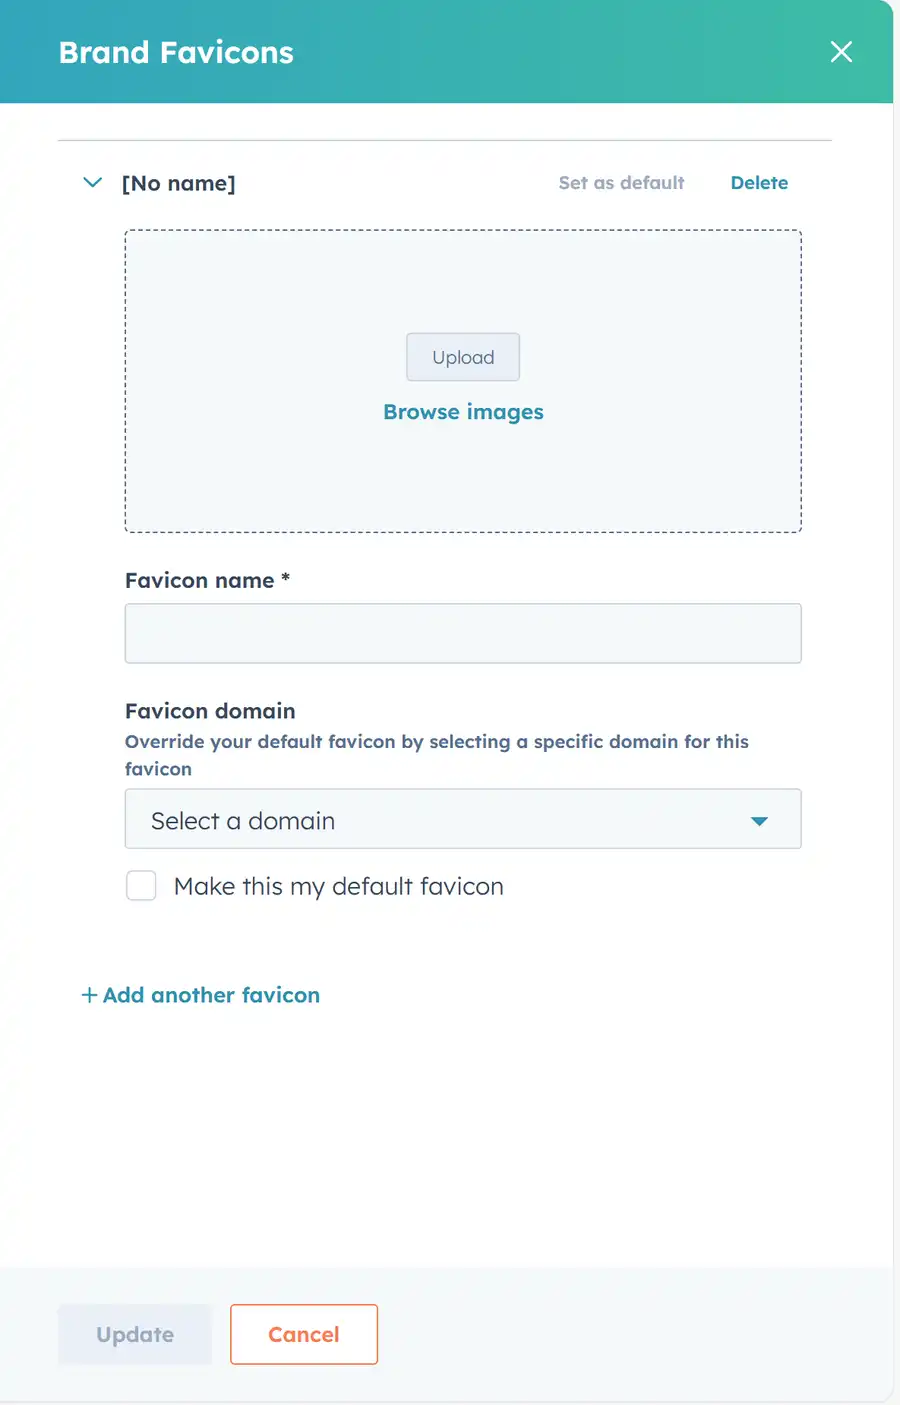 Brand Favicons
[No name] Set as default Delete
Upload
Browse images
Favicon name *
Favicon domain
Override your default favicon by selecting a specific domain for this
favicon
Select a domain
Make this my default favicon
+ Add another favicon
Update Cancel